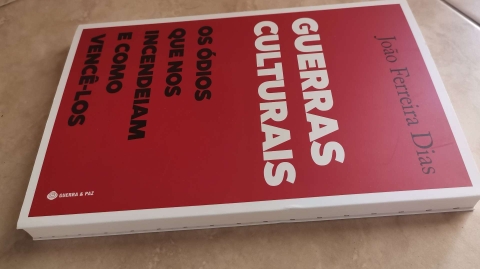 João Ferreira Dias
GUERRAS
CULTURAIS
OS ÓDIOS
QUE NOS
INCENDEIAM
E COMO
VENCÊ-LOS
GUERRA & PAZ